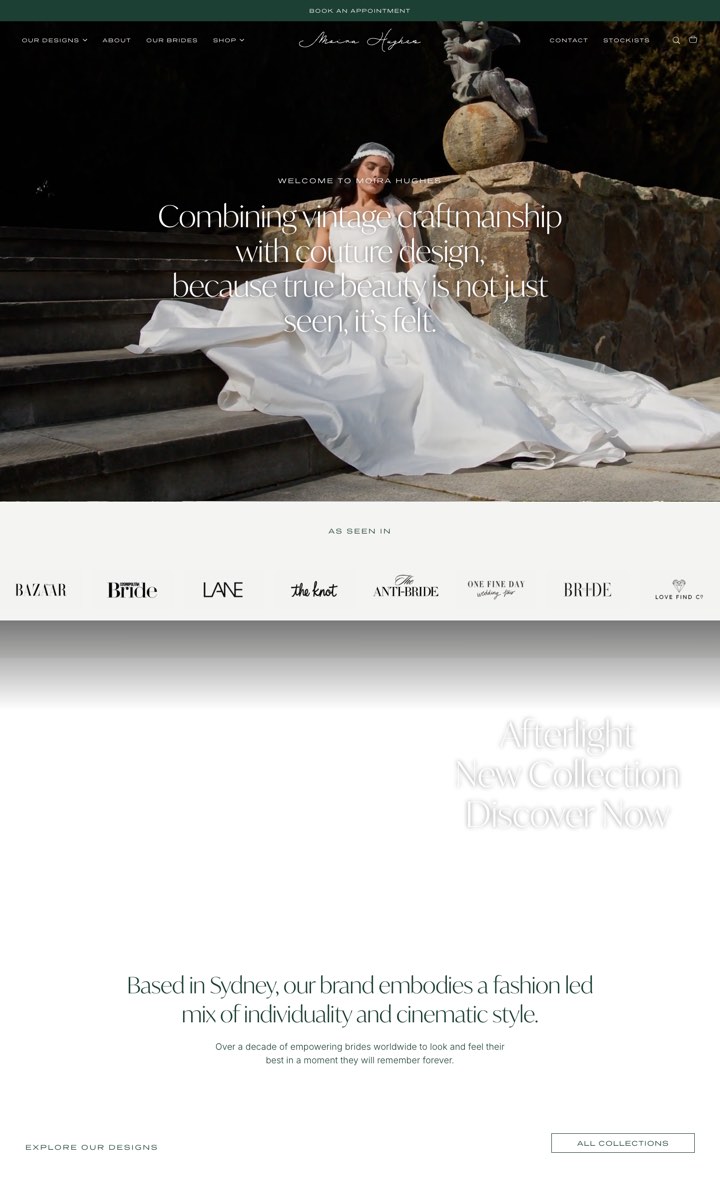 BOOK AN APPOINTMENT
OUR DESIGNS ABOUT OUR BRIDES SHOP Moira Hughes CONTACT STOCKISTS
WELCOME TO MOIRA HUGHES
Combining vintage craftmanship
with couture design,
because true beauty is not just
seen, it's felt.
AS SEEN IN
BAZAAR COSMOPOLITAN Bride LANE the knot The ANTI-BRIDE ONE FINE DAY wedding fair BRIDE LOVE FIND CO
Afterlight
New Collection
Discover Now
Based in Sydney, our brand embodies a fashion led
mix of individuality and cinematic style.
Over a decade of empowering brides worldwide to look and feel their
best in a moment they will remember forever.
EXPLORE OUR DESIGNS ALL COLLECTIONS